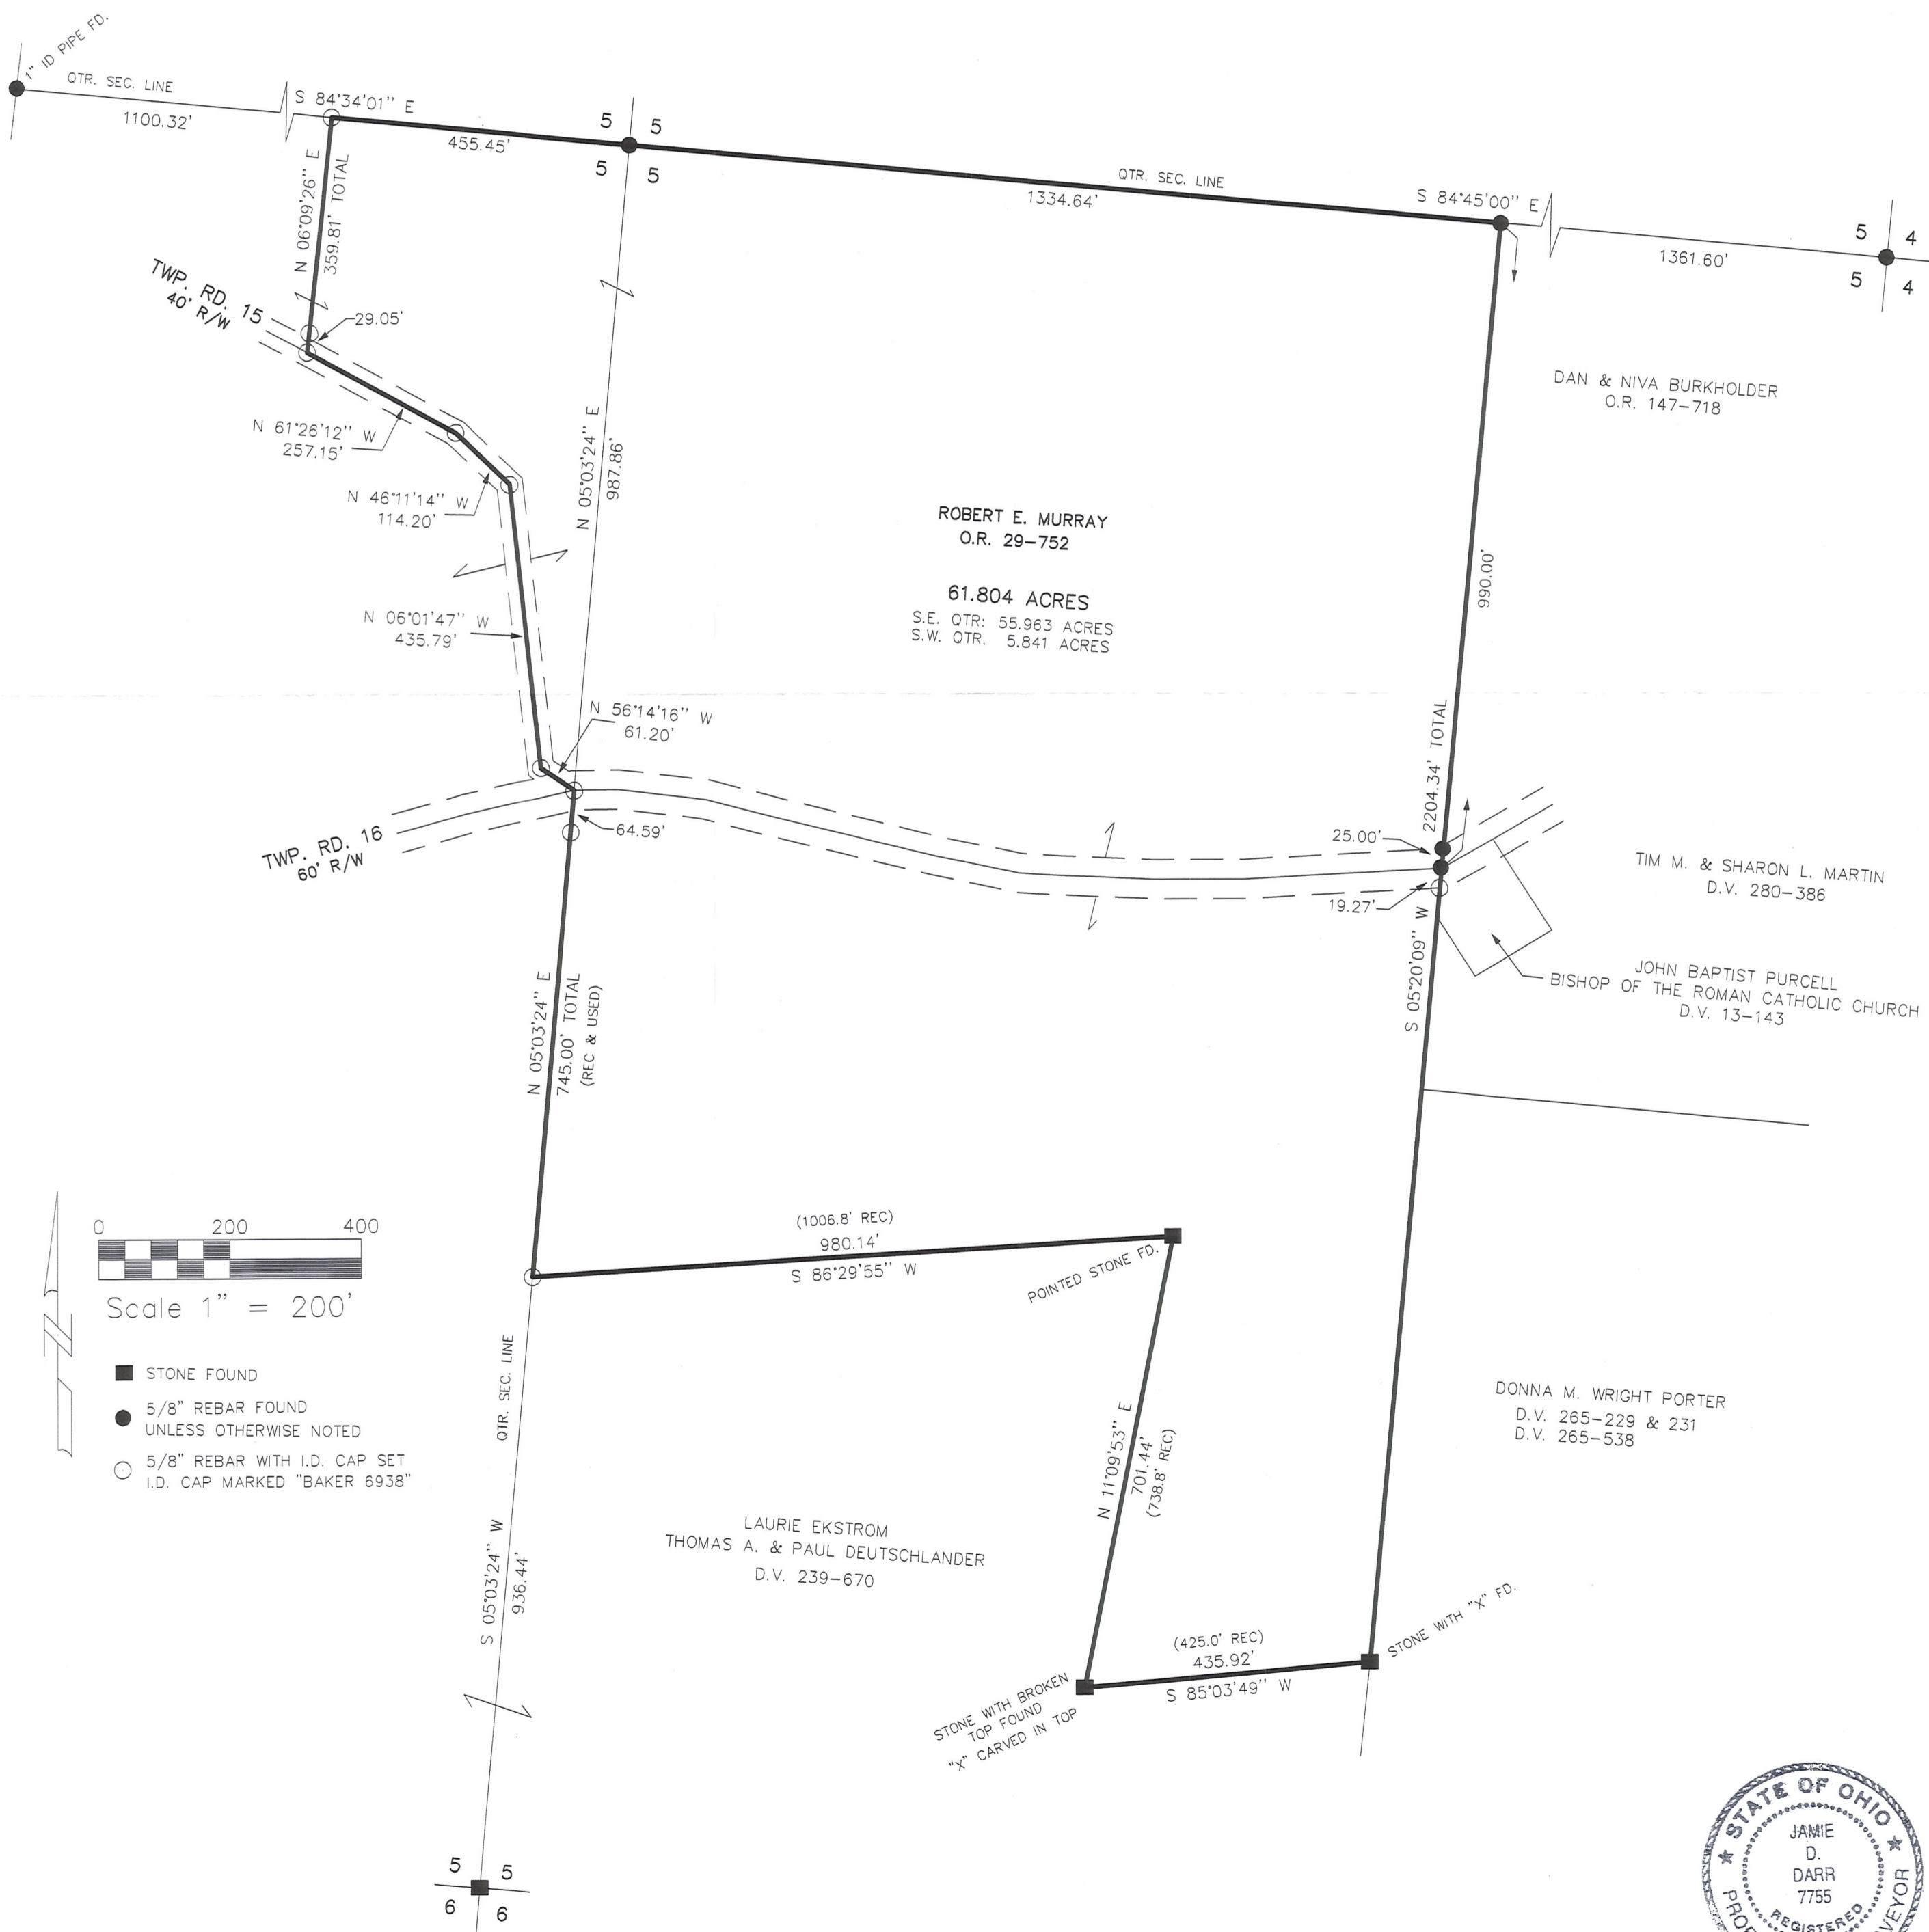 1" ID PIPE FD.
QTR. SEC. LINE
1100.32'
S 84°34'01" E
455.45'
5 5
5 5
QTR. SEC. LINE
1334.64'
S 84°45'00" E
1361.60'
5 4
5 4
N 06°09'26" E
359.81' TOTAL
TWP. RD. 15
40' R/W
29.05'
N 61°26'12" W
257.15'
N 46°11'14" W
114.20'
N 05°03'24" E
987.86'
N 06°01'47" W
435.79'
N 56°14'16" W
61.20'
64.59'
TWP. RD. 16
60' R/W
ROBERT E. MURRAY
O.R. 29-752
61.804 ACRES
S.E. QTR: 55.963 ACRES
S.W. QTR. 5.841 ACRES
DAN & NIVA BURKHOLDER
O.R. 147-718
990.00'
2204.34' TOTAL
25.00'
19.27'
S 05°20'09" W
TIM M. & SHARON L. MARTIN
D.V. 280-386
JOHN BAPTIST PURCELL
BISHOP OF THE ROMAN CATHOLIC CHURCH
D.V. 13-143
N 05°03'24" E
745.00' TOTAL
(REC & USED)
0 200 400
Scale 1" = 200'
N
STONE FOUND
5/8" REBAR FOUND
UNLESS OTHERWISE NOTED
5/8" REBAR WITH I.D. CAP SET
I.D. CAP MARKED "BAKER 6938"
(1006.8' REC)
980.14'
S 86°29'55" W
POINTED STONE FD.
QTR. SEC. LINE
S 05°03'24" W
936.44'
N 11°09'53" E
701.44'
(738.8' REC)
LAURIE EKSTROM
THOMAS A. & PAUL DEUTSCHLANDER
D.V. 239-670
DONNA M. WRIGHT PORTER
D.V. 265-229 & 231
D.V. 265-538
(425.0' REC)
435.92'
S 85°03'49" W
STONE WITH "X" FD.
STONE WITH BROKEN
TOP FOUND
"X" CARVED IN TOP
5 5
6 6
STATE OF OHIO
JAMIE
D.
DARR
7755
REGISTERED